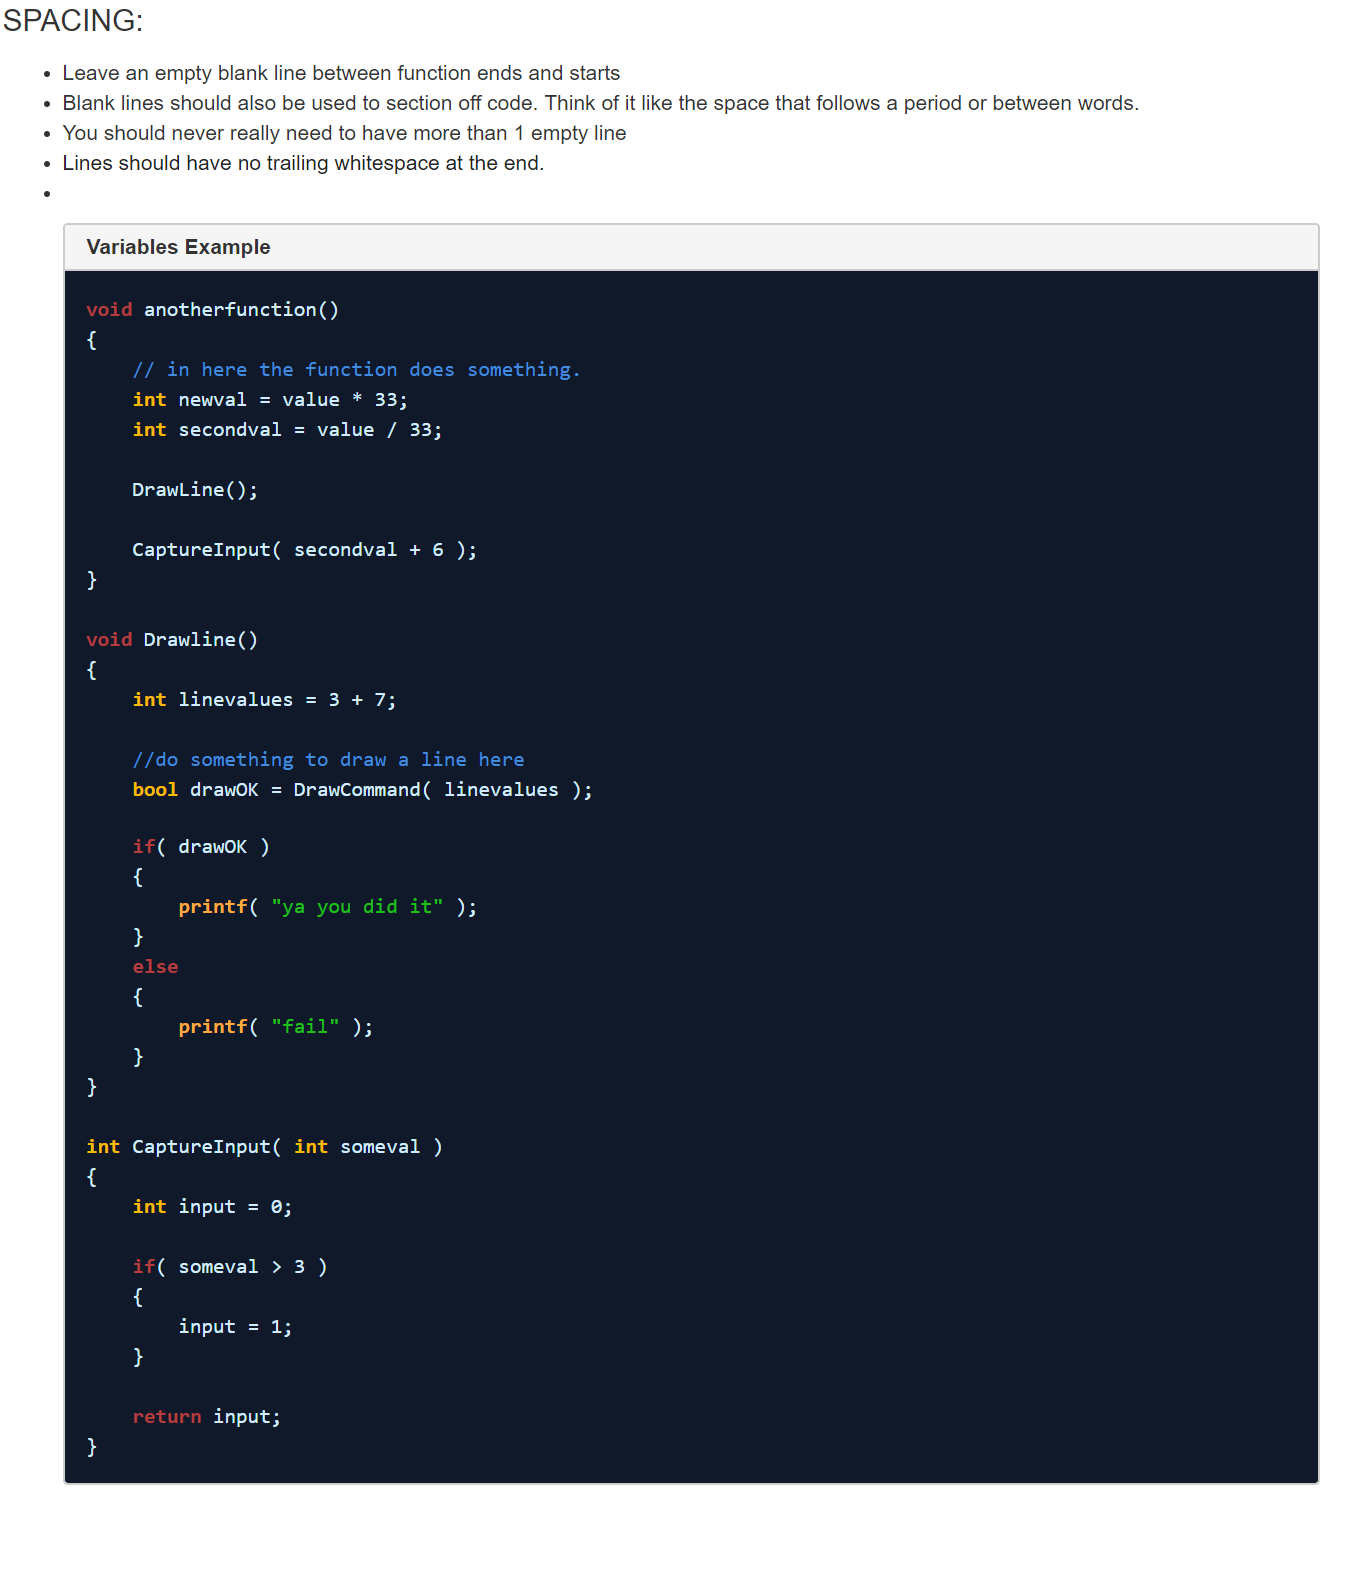 SPACING:
Leave an empty blank line between function ends and starts
Blank lines should also be used to section off code. Think of it like the space that follows a period or between words.
You should never really need to have more than 1 empty line
Lines should have no trailing whitespace at the end.
Variables Example
void anotherfunction()
{
    // in here the function does something.
    int newval = value * 33;
    int secondval = value / 33;

    DrawLine();

    CaptureInput( secondval + 6 );
}

void Drawline()
{
    int linevalues = 3 + 7;

    //do something to draw a line here
    bool drawOK = DrawCommand( linevalues );

    if( drawOK )
    {
        printf( "ya you did it" );
    }
    else
    {
        printf( "fail" );
    }
}

int CaptureInput( int someval )
{
    int input = 0;

    if( someval > 3 )
    {
        input = 1;
    }

    return input;
}